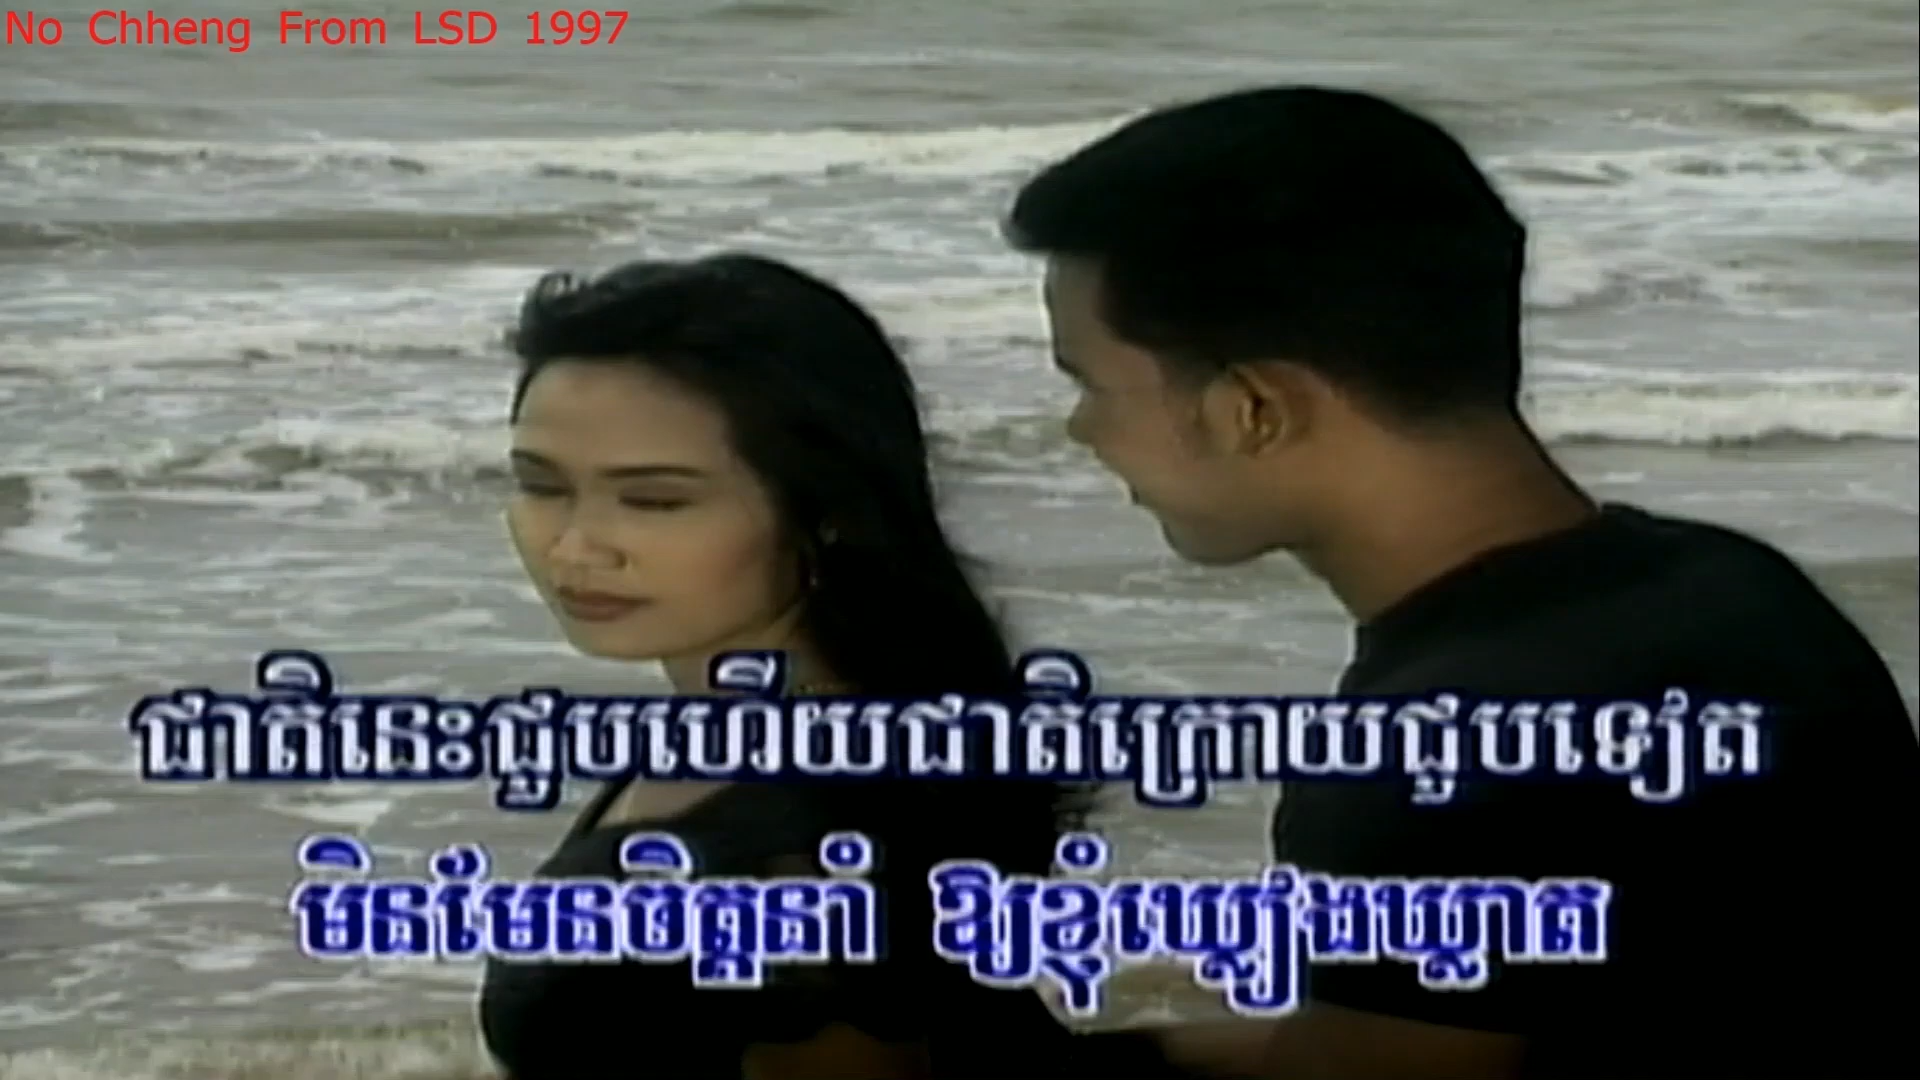 No Chheng From LSD 1997
ជាតិនេះជួបហើយជាតិក្រោយជួបទៀត
មិនមែនចិត្តនាំ ឱ្យខ្ញុំឃ្លៀងឃ្លាត